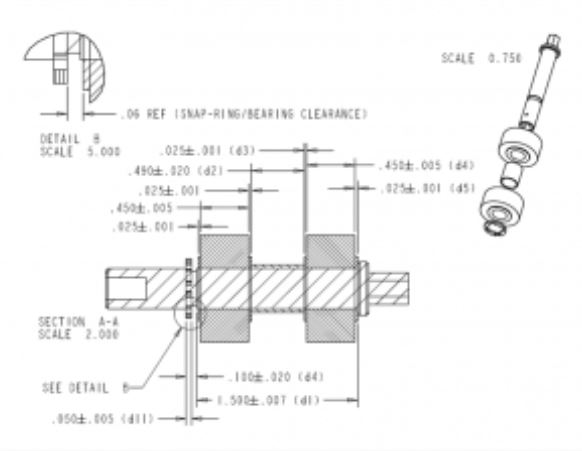 SCALE 0.750
.06 REF (SNAP-RING/BEARING CLEARANCE)
DETAIL B
SCALE 5.000
.025±.001 (d3)
.490±.020 (d2)
.450±.005 (d4)
.025±.001
.025±.001 (d5)
.450±.005
.025±.001
SECTION A-A
SCALE 2.000
SEE DETAIL B
.100±.020 (d4)
1.500±.007 (d1)
.050±.005 (d11)